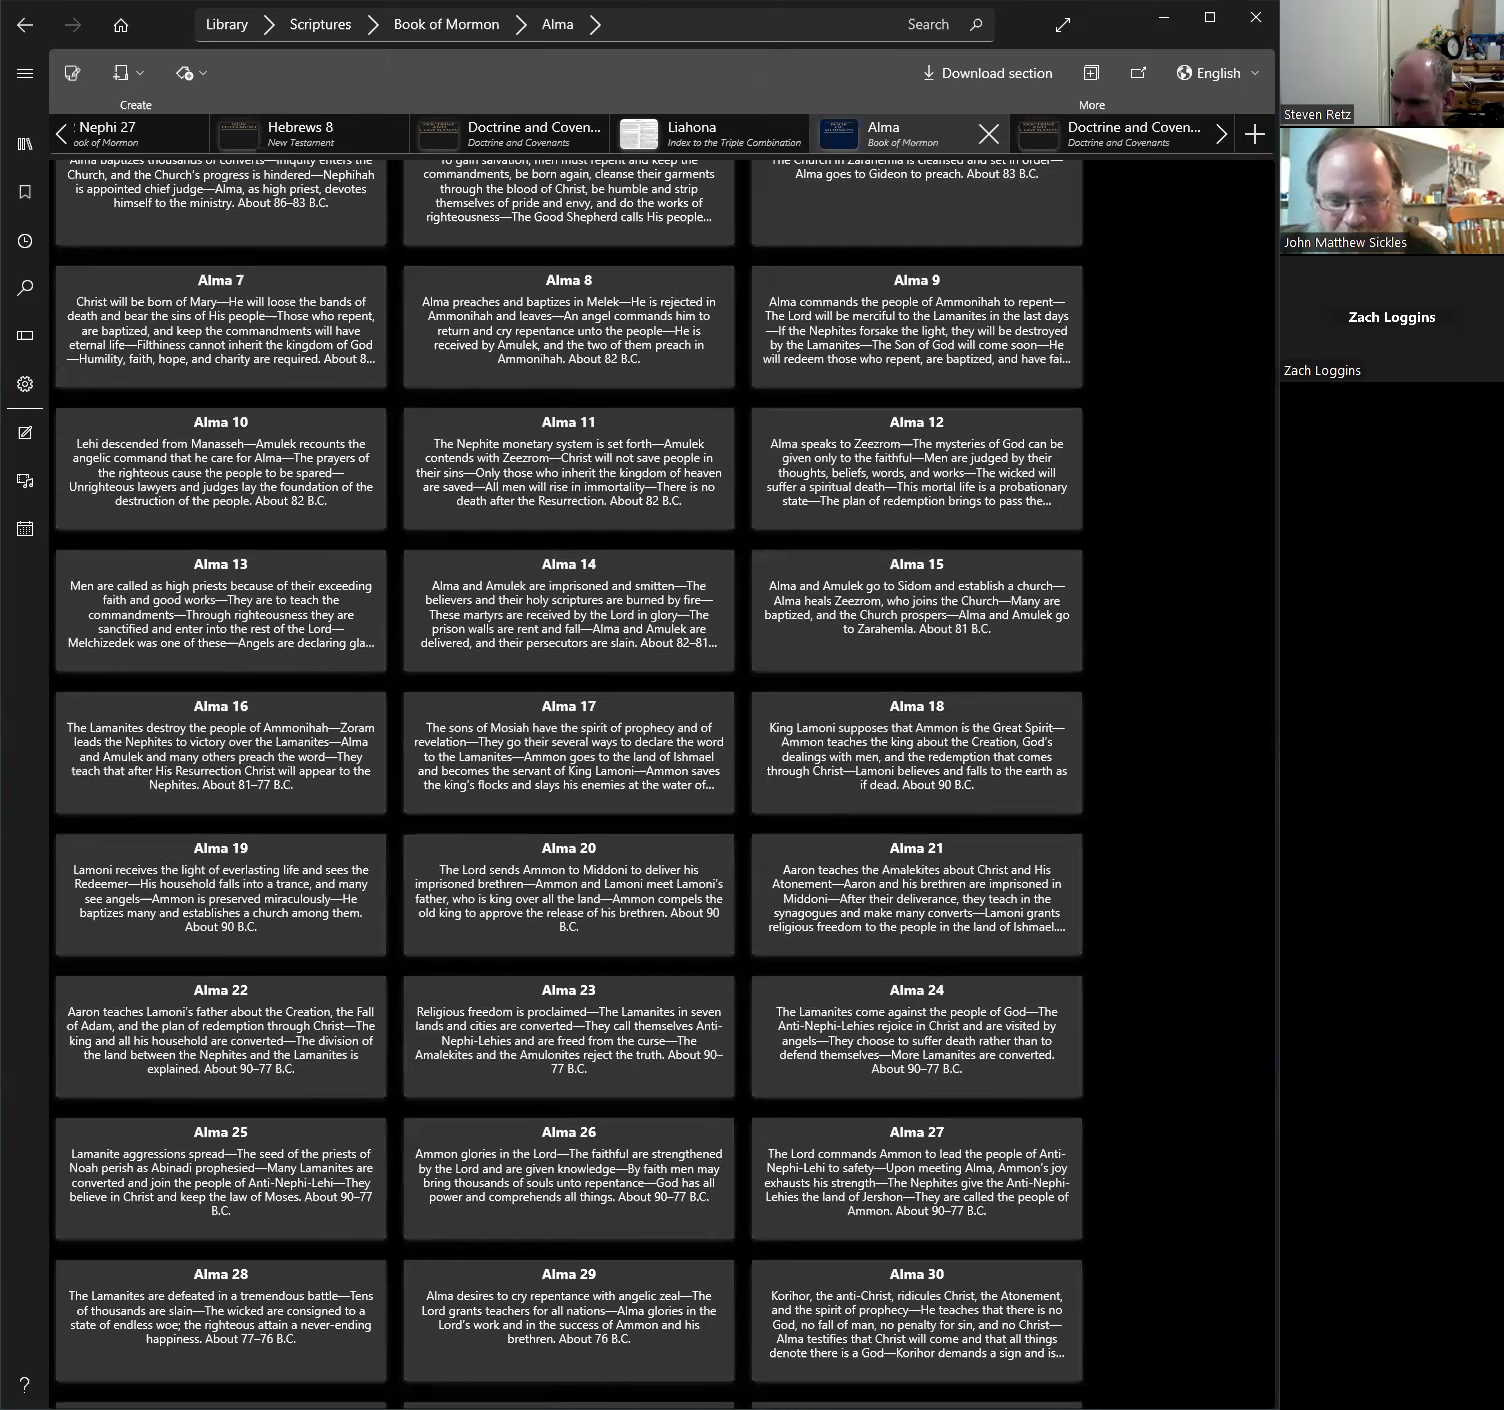 Library
Scriptures
Book of Mormon
Alma
Search
Download section
English
Create
More
Nephi 27
ook of Mormon
Hebrews 8
New Testament
Doctrine and Coven...
Doctrine and Covenants
Liahona
Index to the Triple Combination
Alma
Book of Mormon
Doctrine and Coven...
Doctrine and Covenants
Alma baptizes thousands of converts—Iniquity enters the
Church, and the Church's progress is hindered—Nephihah
is appointed chief judge—Alma, as high priest, devotes
himself to the ministry. About 86–83 B.C.
To gain salvation, men must repent and keep the
commandments, be born again, cleanse their garments
through the blood of Christ, be humble and strip
themselves of pride and envy, and do the works of
righteousness—The Good Shepherd calls His people...
The Church in Zarahemla is cleansed and set in order—
Alma goes to Gideon to preach. About 83 B.C.
Alma 7
Christ will be born of Mary—He will loose the bands of
death and bear the sins of His people—Those who repent,
are baptized, and keep the commandments will have
eternal life—Filthiness cannot inherit the kingdom of God
—Humility, faith, hope, and charity are required. About 8...
Alma 8
Alma preaches and baptizes in Melek—He is rejected in
Ammonihah and leaves—An angel commands him to
return and cry repentance unto the people—He is
received by Amulek, and the two of them preach in
Ammonihah. About 82 B.C.
Alma 9
Alma commands the people of Ammonihah to repent—
The Lord will be merciful to the Lamanites in the last days
—If the Nephites forsake the light, they will be destroyed
by the Lamanites—The Son of God will come soon—He
will redeem those who repent, are baptized, and have fai...
Alma 10
Lehi descended from Manasseh—Amulek recounts the
angelic command that he care for Alma—The prayers of
the righteous cause the people to be spared—
Unrighteous lawyers and judges lay the foundation of the
destruction of the people. About 82 B.C.
Alma 11
The Nephite monetary system is set forth—Amulek
contends with Zeezrom—Christ will not save people in
their sins—Only those who inherit the kingdom of heaven
are saved—All men will rise in immortality—There is no
death after the Resurrection. About 82 B.C.
Alma 12
Alma speaks to Zeezrom—The mysteries of God can be
given only to the faithful—Men are judged by their
thoughts, beliefs, words, and works—The wicked will
suffer a spiritual death—This mortal life is a probationary
state—The plan of redemption brings to pass the...
Alma 13
Men are called as high priests because of their exceeding
faith and good works—They are to teach the
commandments—Through righteousness they are
sanctified and enter into the rest of the Lord—
Melchizedek was one of these—Angels are declaring gla...
Alma 14
Alma and Amulek are imprisoned and smitten—The
believers and their holy scriptures are burned by fire—
These martyrs are received by the Lord in glory—The
prison walls are rent and fall—Alma and Amulek are
delivered, and their persecutors are slain. About 82–81...
Alma 15
Alma and Amulek go to Sidom and establish a church—
Alma heals Zeezrom, who joins the Church—Many are
baptized, and the Church prospers—Alma and Amulek go
to Zarahemla. About 81 B.C.
Alma 16
The Lamanites destroy the people of Ammonihah—Zoram
leads the Nephites to victory over the Lamanites—Alma
and Amulek and many others preach the word—They
teach that after His Resurrection Christ will appear to the
Nephites. About 81–77 B.C.
Alma 17
The sons of Mosiah have the spirit of prophecy and of
revelation—They go their several ways to declare the word
to the Lamanites—Ammon goes to the land of Ishmael
and becomes the servant of King Lamoni—Ammon saves
the king's flocks and slays his enemies at the water of...
Alma 18
King Lamoni supposes that Ammon is the Great Spirit—
Ammon teaches the king about the Creation, God's
dealings with men, and the redemption that comes
through Christ—Lamoni believes and falls to the earth as
if dead. About 90 B.C.
Alma 19
Lamoni receives the light of everlasting life and sees the
Redeemer—His household falls into a trance, and many
see angels—Ammon is preserved miraculously—He
baptizes many and establishes a church among them.
About 90 B.C.
Alma 20
The Lord sends Ammon to Middoni to deliver his
imprisoned brethren—Ammon and Lamoni meet Lamoni's
father, who is king over all the land—Ammon compels the
old king to approve the release of his brethren. About 90
B.C.
Alma 21
Aaron teaches the Amalekites about Christ and His
Atonement—Aaron and his brethren are imprisoned in
Middoni—After their deliverance, they teach in the
synagogues and make many converts—Lamoni grants
religious freedom to the people in the land of Ishmael....
Alma 22
Aaron teaches Lamoni's father about the Creation, the Fall
of Adam, and the plan of redemption through Christ—The
king and all his household are converted—The division of
the land between the Nephites and the Lamanites is
explained. About 90–77 B.C.
Alma 23
Religious freedom is proclaimed—The Lamanites in seven
lands and cities are converted—They call themselves Anti-
Nephi-Lehies and are freed from the curse—The
Amalekites and the Amulonites reject the truth. About 90–
77 B.C.
Alma 24
The Lamanites come against the people of God—The
Anti-Nephi-Lehies rejoice in Christ and are visited by
angels—They choose to suffer death rather than to
defend themselves—More Lamanites are converted.
About 90–77 B.C.
Alma 25
Lamanite aggressions spread—The seed of the priests of
Noah perish as Abinadi prophesied—Many Lamanites are
converted and join the people of Anti-Nephi-Lehi—They
believe in Christ and keep the law of Moses. About 90–77
B.C.
Alma 26
Ammon glories in the Lord—The faithful are strengthened
by the Lord and are given knowledge—By faith men may
bring thousands of souls unto repentance—God has all
power and comprehends all things. About 90–77 B.C.
Alma 27
The Lord commands Ammon to lead the people of Anti-
Nephi-Lehi to safety—Upon meeting Alma, Ammon's joy
exhausts his strength—The Nephites give the Anti-Nephi-
Lehies the land of Jershon—They are called the people of
Ammon. About 90–77 B.C.
Alma 28
The Lamanites are defeated in a tremendous battle—Tens
of thousands are slain—The wicked are consigned to a
state of endless woe; the righteous attain a never-ending
happiness. About 77–76 B.C.
Alma 29
Alma desires to cry repentance with angelic zeal—The
Lord grants teachers for all nations—Alma glories in the
Lord's work and in the success of Ammon and his
brethren. About 76 B.C.
Alma 30
Korihor, the anti-Christ, ridicules Christ, the Atonement,
and the spirit of prophecy—He teaches that there is no
God, no fall of man, no penalty for sin, and no Christ—
Alma testifies that Christ will come and that all things
denote there is a God—Korihor demands a sign and is...
Steven Retz
John Matthew Sickles
Zach Loggins
Zach Loggins